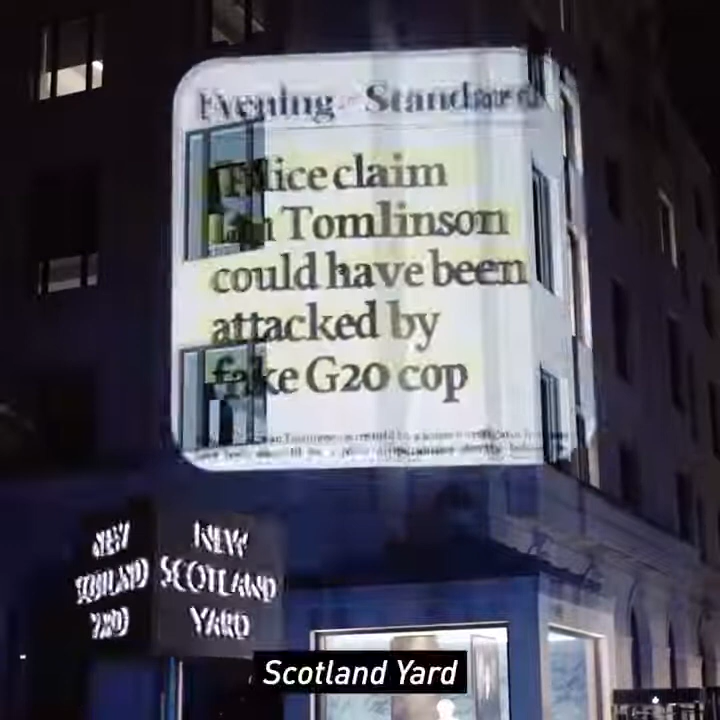 Evening Standard
Police claim
Ian Tomlinson
could have been
attacked by
fake G20 cop
NEW
SCOTLAND
YARD
NEW
SCOTLAND
YARD
Scotland Yard